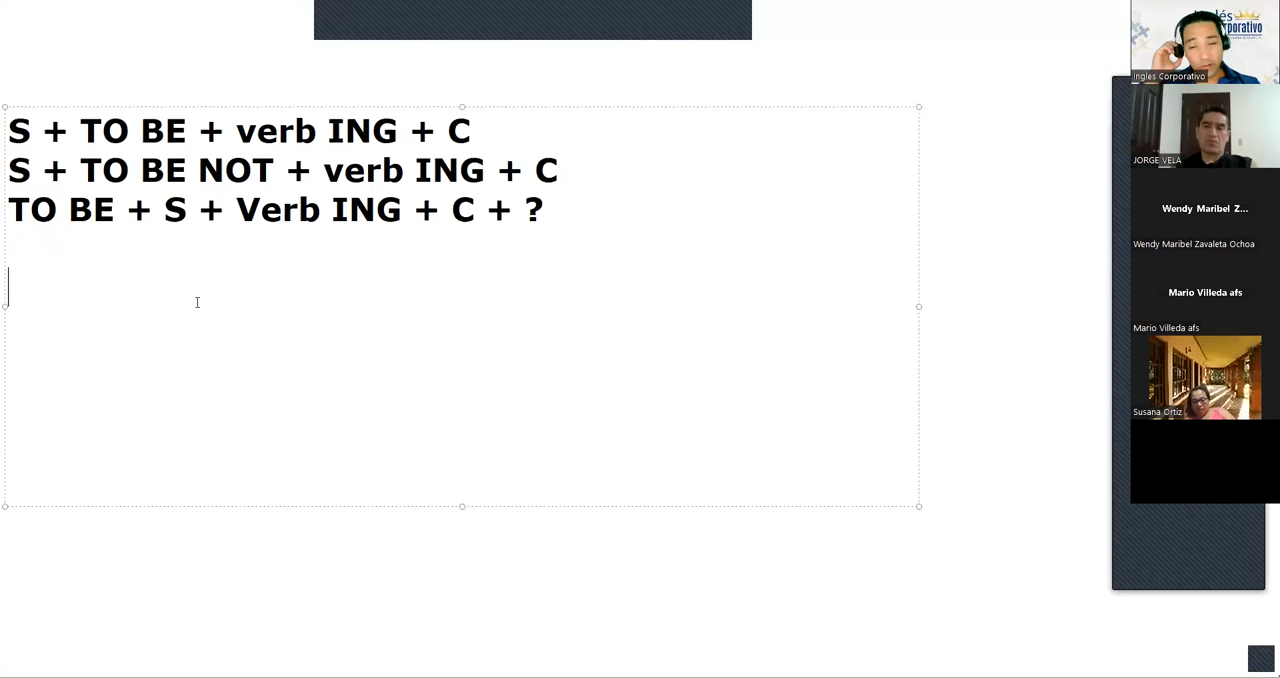 S + TO BE + verb ING + C
S + TO BE NOT + verb ING + C
TO BE + S + Verb ING + C + ?
Ingles Corporativo
JORGE VELA
Wendy Maribel Z...
Wendy Maribel Zavaleta Ochoa
Mario Villeda afs
Mario Villeda afs
Susana Ortiz